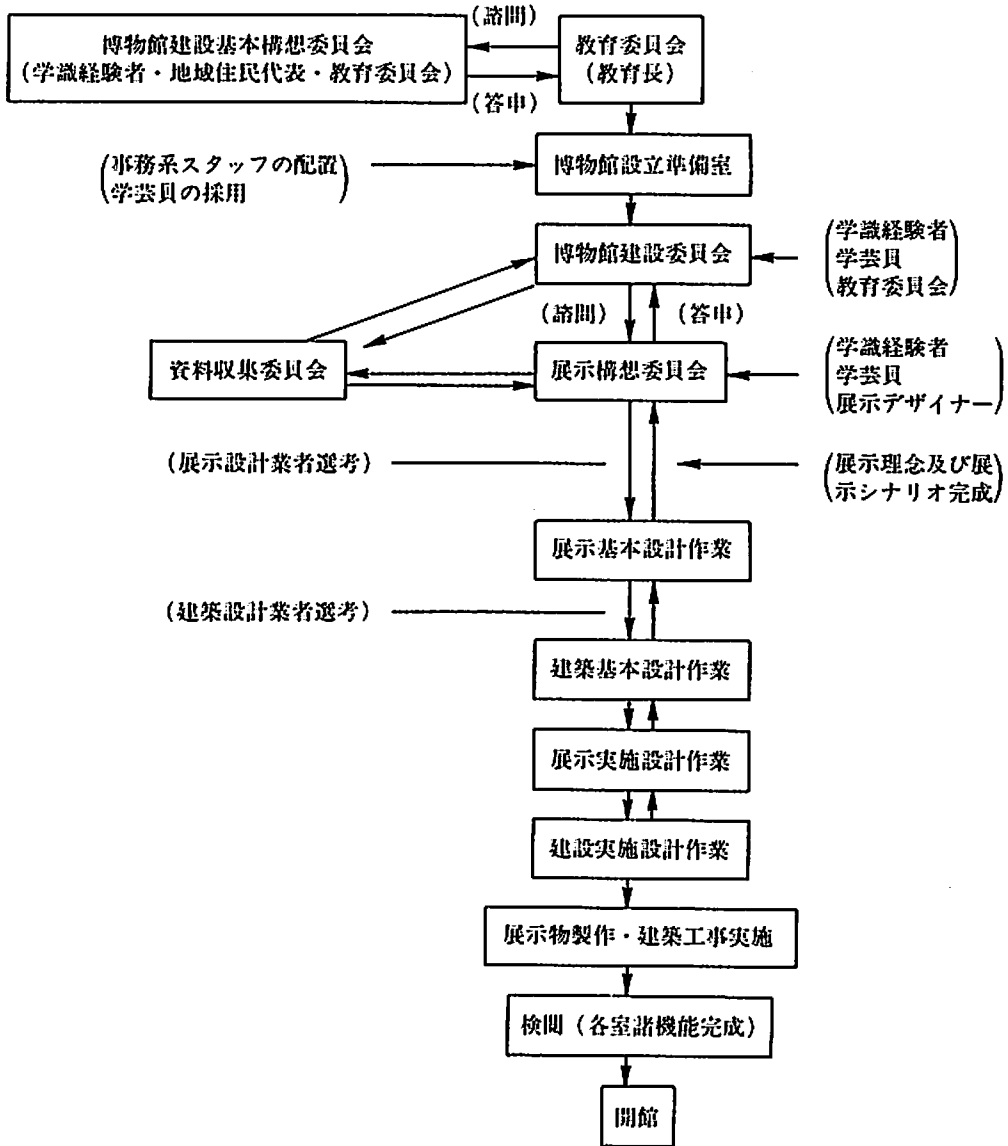 (諮問)
博物館建設基本構想委員会
(学識経験者・地域住民代表・教育委員会)
教育委員会
(教育長)
(答申)
(事務系スタッフの配置
学芸員の採用)
博物館設立準備室
博物館建設委員会
(学識経験者
学芸員
教育委員会)
(諮問)
(答申)
資料収集委員会
展示構想委員会
(学識経験者
学芸員
展示デザイナー)
(展示設計業者選考)
(展示理念及び展
示シナリオ完成)
展示基本設計作業
(建築設計業者選考)
建築基本設計作業
展示実施設計作業
建設実施設計作業
展示物製作・建築工事実施
検閲(各室諸機能完成)
開館